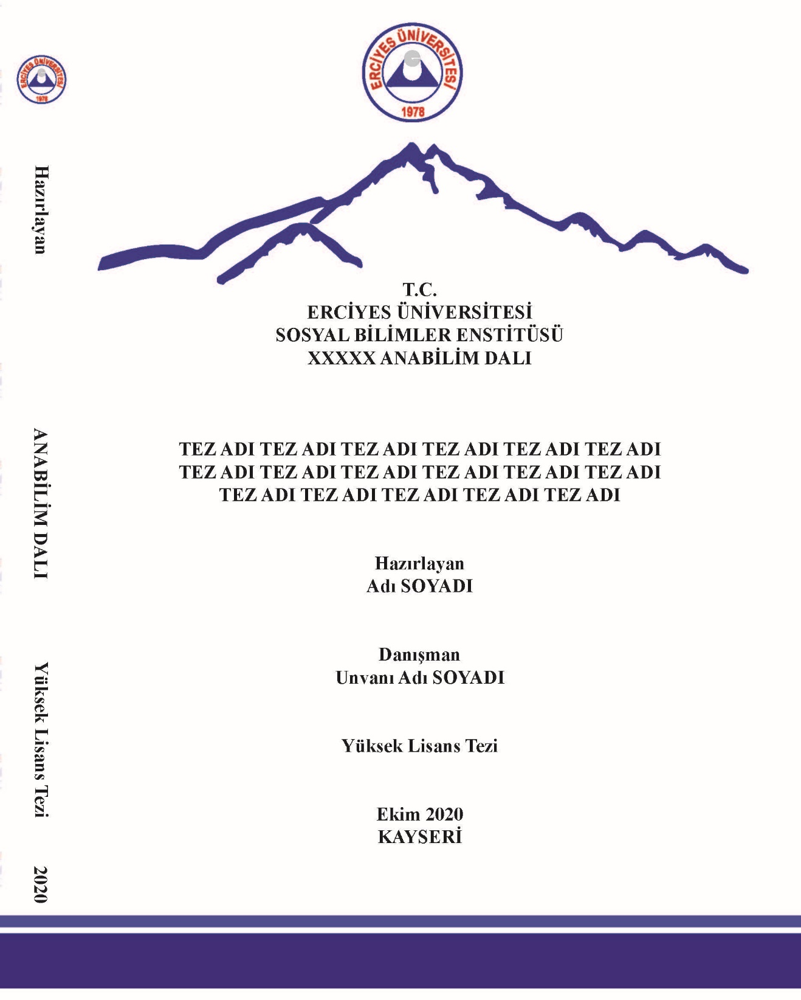 ERCİYES ÜNİVERSİTESİ
1978
Hazırlayan
ANABİLİM DALI
Yüksek Lisans Tezi
2020
ERCİYES ÜNİVERSİTESİ
1978
T.C.
ERCİYES ÜNİVERSİTESİ
SOSYAL BİLİMLER ENSTİTÜSÜ
XXXXX ANABİLİM DALI
TEZ ADI TEZ ADI TEZ ADI TEZ ADI TEZ ADI TEZ ADI
TEZ ADI TEZ ADI TEZ ADI TEZ ADI TEZ ADI TEZ ADI
TEZ ADI TEZ ADI TEZ ADI TEZ ADI TEZ ADI
Hazırlayan
Adı SOYADI
Danışman
Unvanı Adı SOYADI
Yüksek Lisans Tezi
Ekim 2020
KAYSERİ